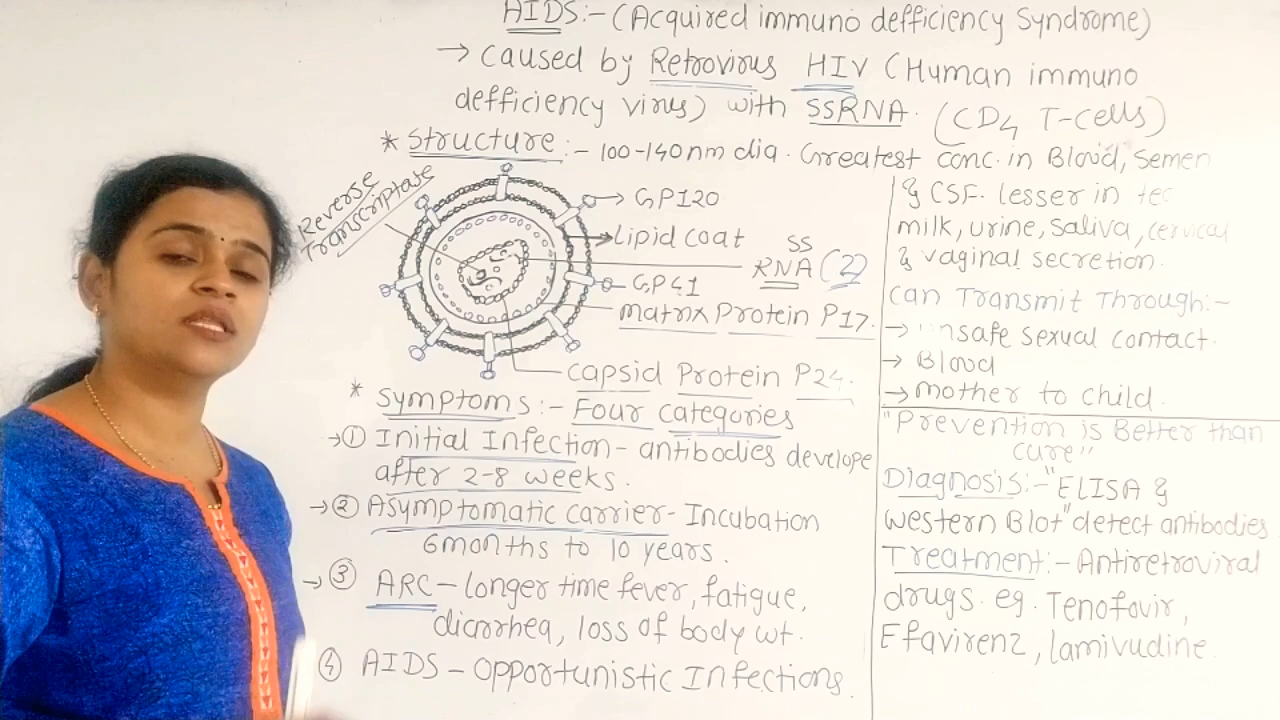 AIDS:- (Acquired immuno defficiency Syndrome)
→ caused by Retrovirus HIV (Human immuno
defficiency virus) with SSRNA. (CD4 T-cells)
* Structure:- 100-140nm dia. Greatest conc. in Blood, Semen
& CSF. lesser in
milk, urine, Saliva, cervical
& vaginal secretion.
Reverse
Transcriptase
→ GP120
→ Lipid coat
SS
RNA (2)
GP41
matrix Protein P17.
capsid Protein P24.
can Transmit Through:-
→ unsafe sexual contact.
→ Blood
→ mother to child.
* Symptoms:- Four categories
→ ① Initial Infection - antibodies develope
after 2-8 weeks.
→ ② Asymptomatic carrier - Incubation
6months to 10 years.
→ ③ ARC - longer time fever, fatigue,
diarrhea, loss of body wt.
④ AIDS - Opportunistic Infections.
"Prevention is Better than
cure"
Diagnosis:- "ELISA &
western Blot" detect antibodies.
Treatment:- Antiretroviral
drugs. eg. Tenofovir,
Efavirenz, lamivudine.